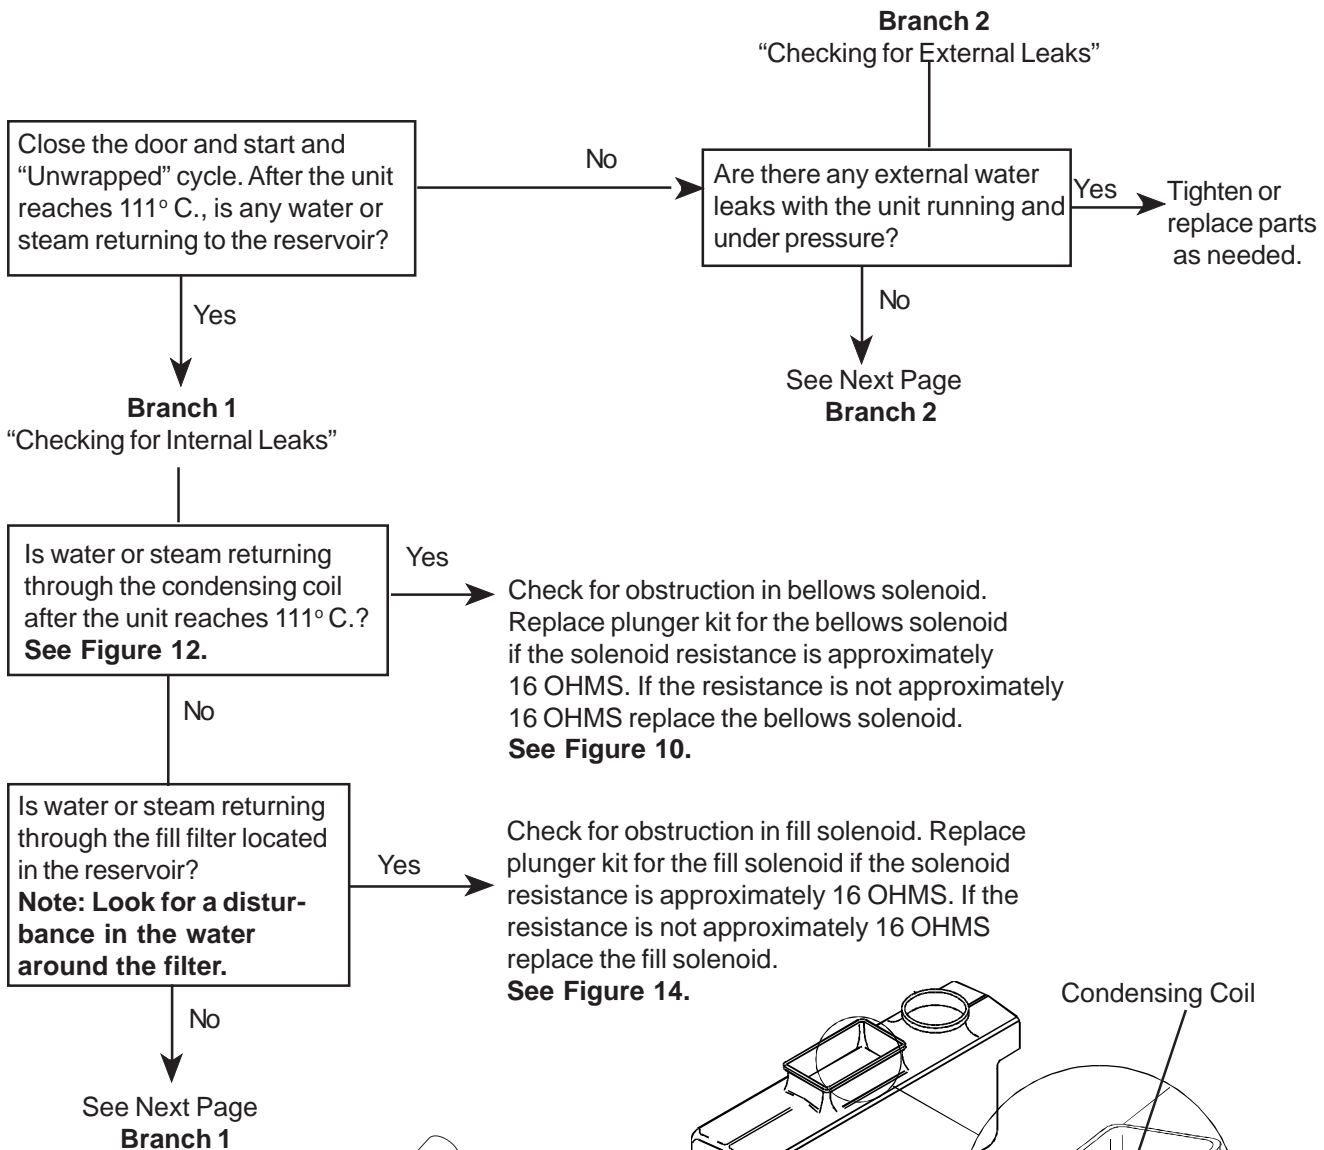 Branch 2
“Checking for External Leaks”
Close the door and start and
“Unwrapped” cycle. After the unit
reaches 111° C., is any water or
steam returning to the reservoir?
No
Are there any external water
leaks with the unit running and
under pressure?
Yes
Tighten or
replace parts
as needed.
Yes
No
See Next Page
Branch 2
Branch 1
“Checking for Internal Leaks”
Is water or steam returning
through the condensing coil
after the unit reaches 111° C.?
See Figure 12.
Yes
Check for obstruction in bellows solenoid.
Replace plunger kit for the bellows solenoid
if the solenoid resistance is approximately
16 OHMS. If the resistance is not approximately
16 OHMS replace the bellows solenoid.
See Figure 10.
No
Is water or steam returning
through the fill filter located
in the reservoir?
Note: Look for a distur-
bance in the water
around the filter.
Yes
Check for obstruction in fill solenoid. Replace
plunger kit for the fill solenoid if the solenoid
resistance is approximately 16 OHMS. If the
resistance is not approximately 16 OHMS
replace the fill solenoid.
See Figure 14.
No
See Next Page
Branch 1
Condensing Coil